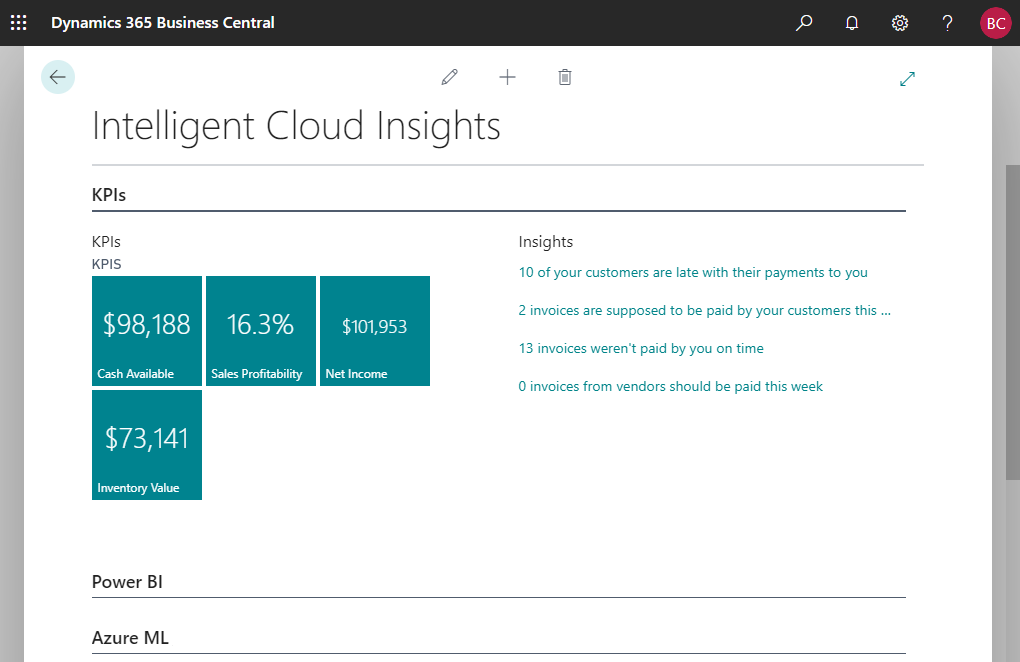 Dynamics 365 Business Central
BC
Intelligent Cloud Insights
KPIs
KPIs
KPIS
$98,188
Cash Available
16.3%
Sales Profitability
$101,953
Net Income
$73,141
Inventory Value
Insights
10 of your customers are late with their payments to you
2 invoices are supposed to be paid by your customers this ...
13 invoices weren't paid by you on time
0 invoices from vendors should be paid this week
Power BI
Azure ML